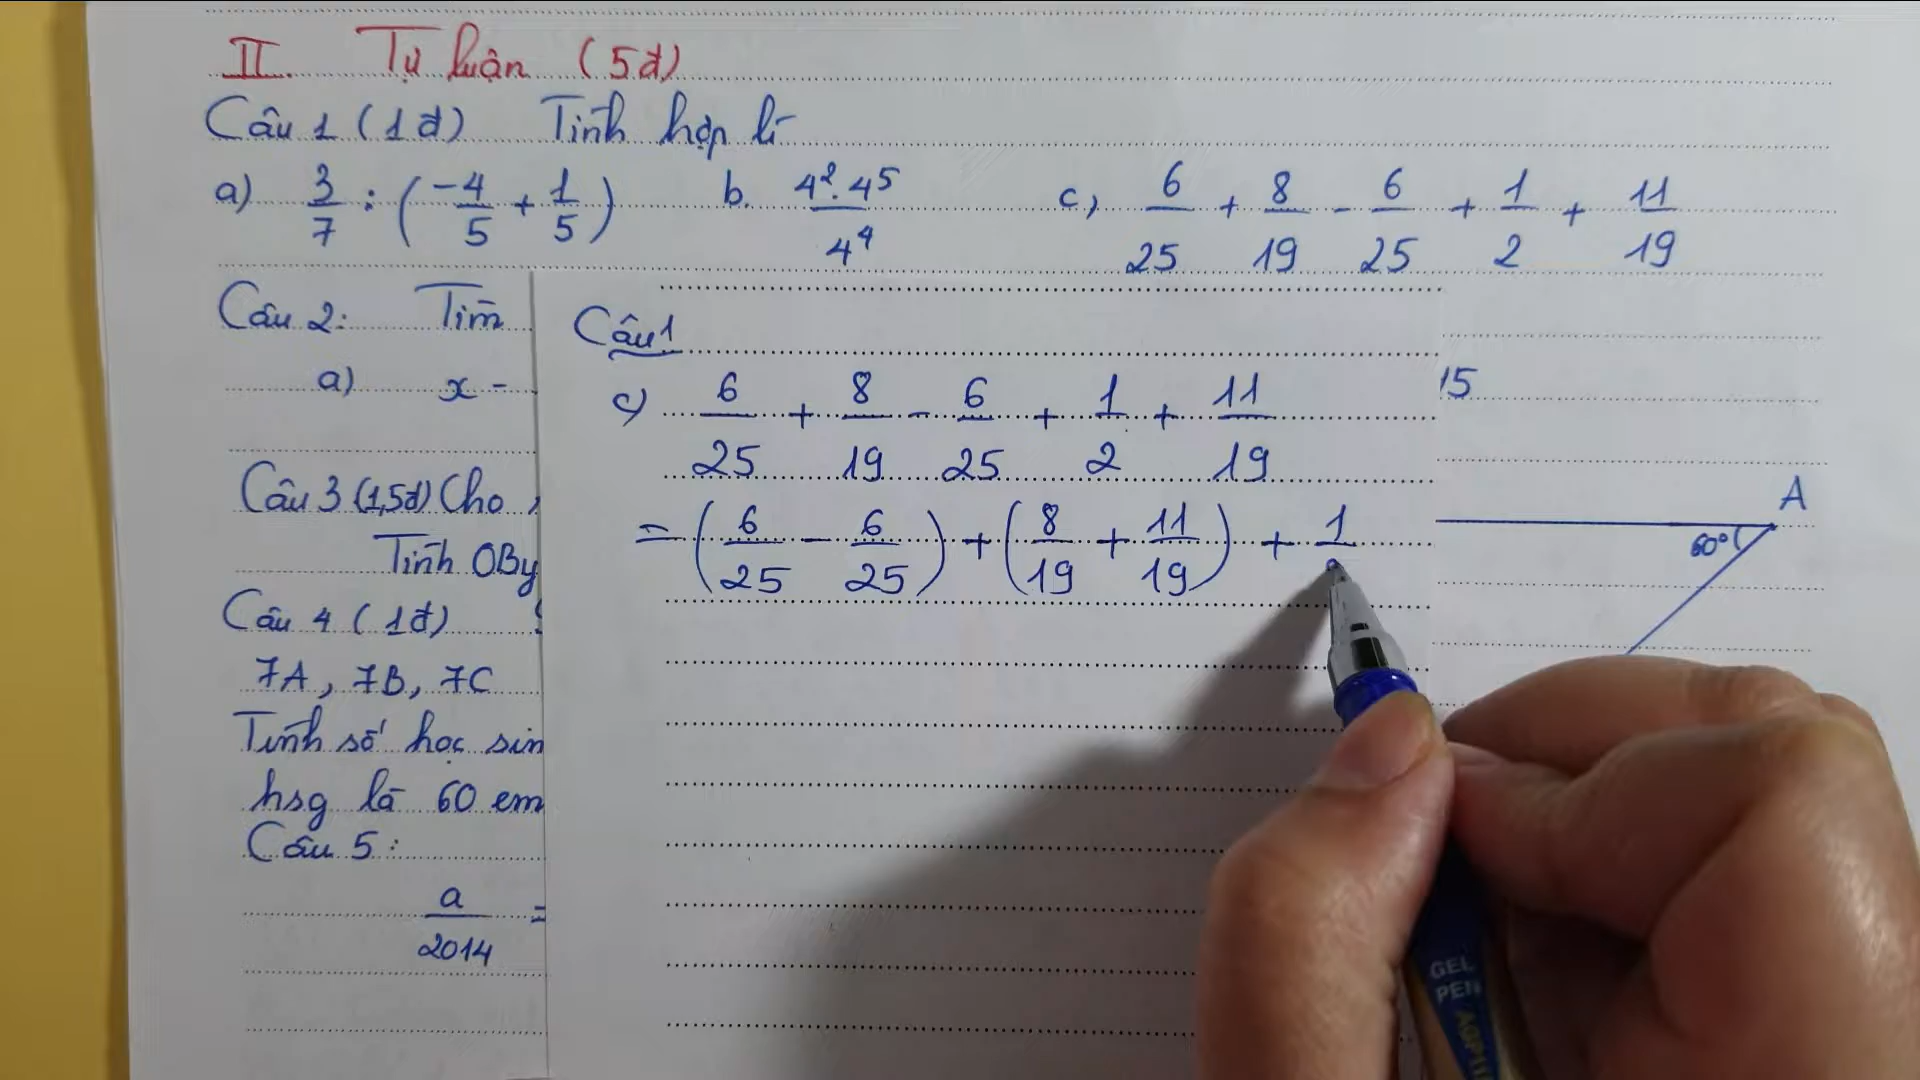 II. Tự luận (5đ)
Câu 1 (1đ) Tính hợp lí
a) 3/7 : (-4/5 + 1/5) b. 4².4⁵/4⁴ c, 6/25 + 8/19 - 6/25 + 1/2 + 11/19
Câu 2: Tìm
a) x -
15
Câu 3 (1,5đ) Cho
Tính OBy
Câu 4 (1đ)
7A, 7B, 7C
Tính số học sin
hsg là 60 em
Câu 5:
a/2014 =
Câu 1
c) 6/25 + 8/19 - 6/25 + 1/2 + 11/19
= (6/25 - 6/25) + (8/19 + 11/19) + 1/
A
60°
GEL
PEN